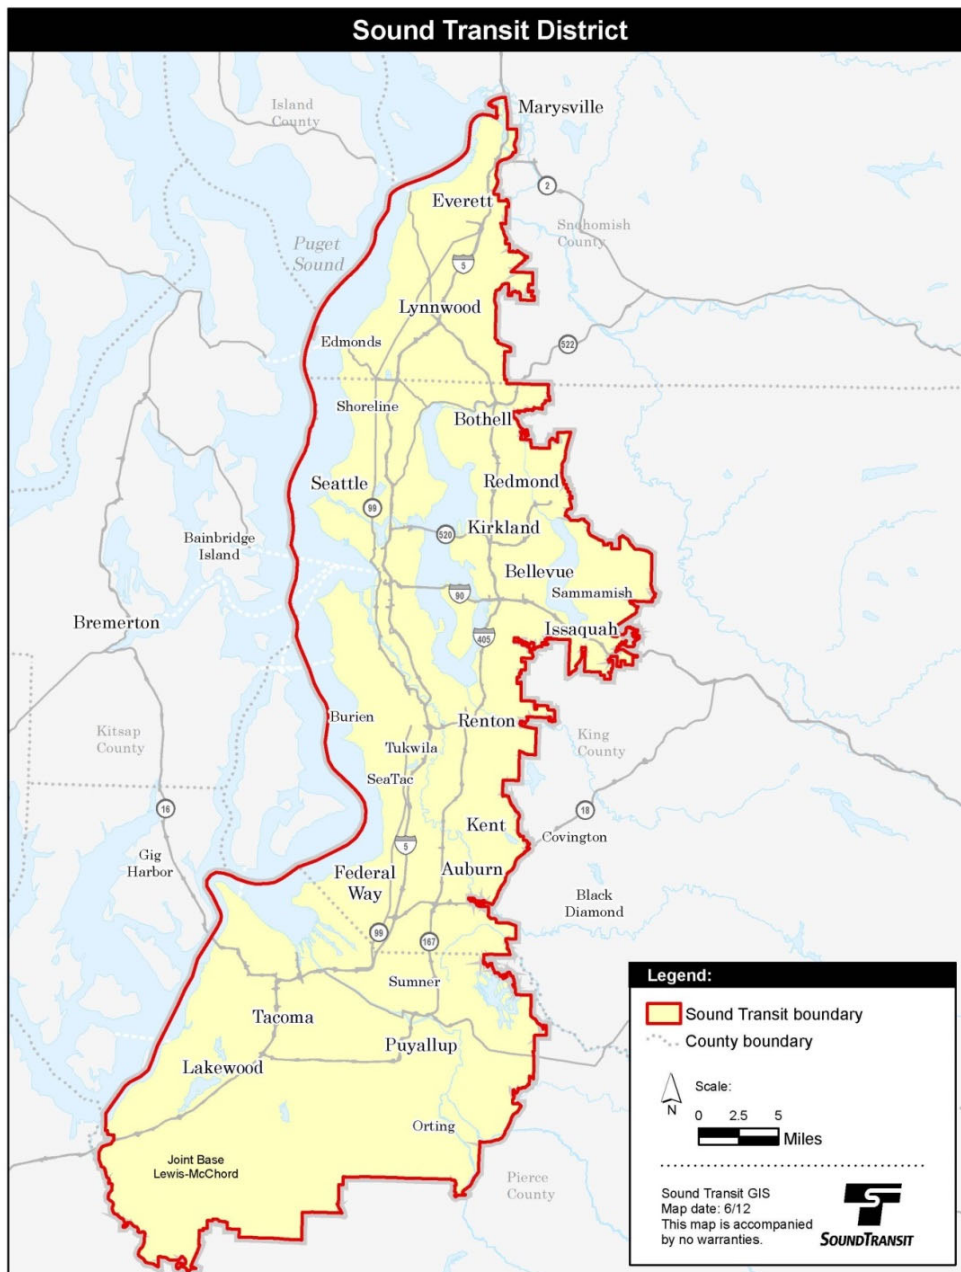 Sound Transit District
Marysville
Island
County
2
Everett
Snohomish
County
Puget
Sound
5
Lynnwood
Edmonds
522
Shoreline
Bothell
Seattle
Redmond
99
Kirkland
520
Bainbridge
Island
Bellevue
90
Sammamish
Bremerton
Issaquah
405
Burien
Renton
Kitsap
County
King
County
Tukwila
SeaTac
16
18
Kent
Covington
5
Gig
Harbor
Federal
Way
Auburn
Black
Diamond
99
167
Sumner
Tacoma
Puyallup
Lakewood
Orting
Joint Base
Lewis-McChord
Pierce
County
Legend:
Sound Transit boundary
County boundary
N
Scale:
0 2.5 5
Miles
Sound Transit GIS
Map date: 6/12
This map is accompanied
by no warranties.
SOUNDTRANSIT